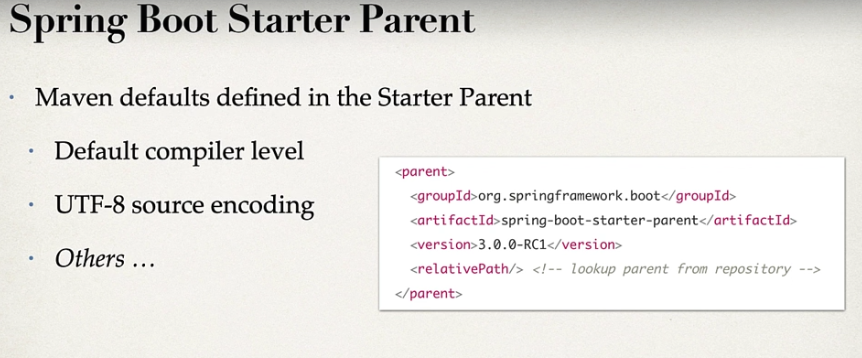 Spring Boot Starter Parent
• Maven defaults defined in the Starter Parent
• Default compiler level
• UTF-8 source encoding
• Others …
<parent>
<groupId>org.springframework.boot</groupId>
<artifactId>spring-boot-starter-parent</artifactId>
<version>3.0.0-RC1</version>
<relativePath/> <!-- lookup parent from repository -->
</parent>